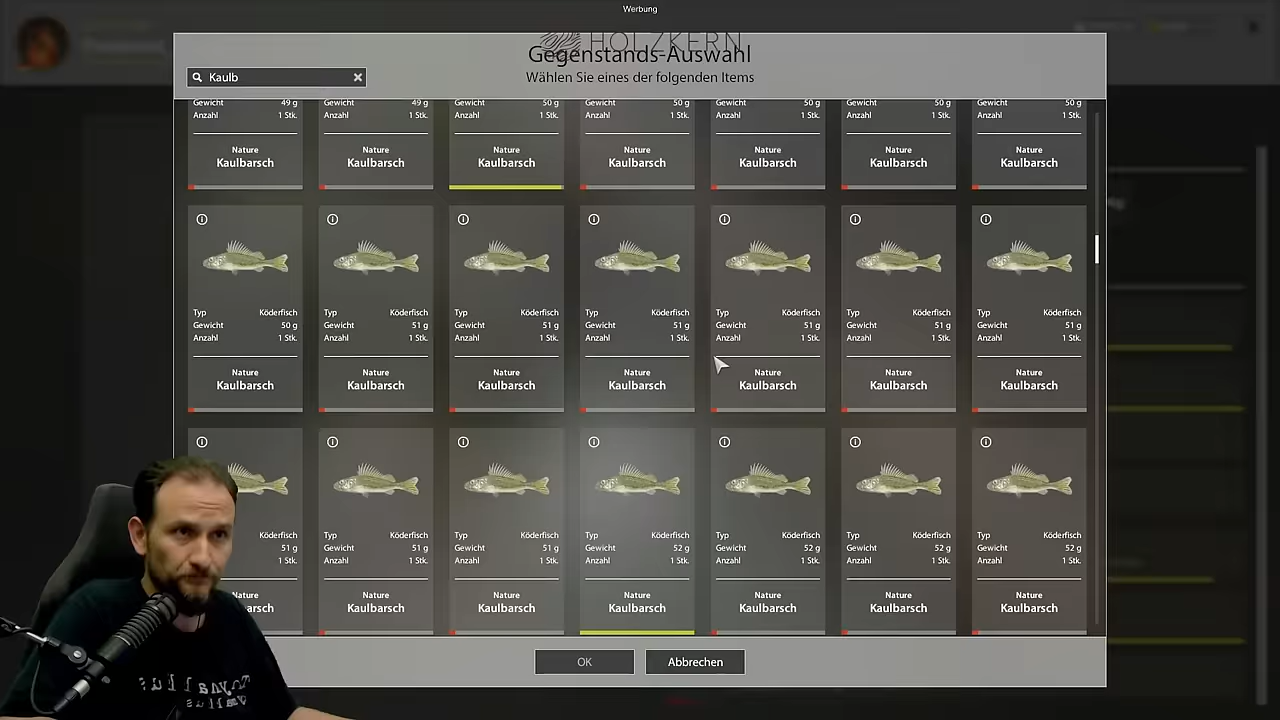 Werbung
HOLZKERN
Gegenstands-Auswahl
Wählen Sie eines der folgenden Items
Kaulb
Gewicht 49 g Gewicht 49 g Gewicht 50 g Gewicht 50 g Gewicht 50 g Gewicht 50 g Gewicht 50 g
Anzahl 1 Stk. Anzahl 1 Stk. Anzahl 1 Stk. Anzahl 1 Stk. Anzahl 1 Stk. Anzahl 1 Stk. Anzahl 1 Stk.
Nature Nature Nature Nature Nature Nature Nature
Kaulbarsch Kaulbarsch Kaulbarsch Kaulbarsch Kaulbarsch Kaulbarsch Kaulbarsch
Typ Köderfisch Typ Köderfisch Typ Köderfisch Typ Köderfisch Typ Köderfisch Typ Köderfisch Typ Köderfisch
Gewicht 50 g Gewicht 51 g Gewicht 51 g Gewicht 51 g Gewicht 51 g Gewicht 51 g Gewicht 51 g
Anzahl 1 Stk. Anzahl 1 Stk. Anzahl 1 Stk. Anzahl 1 Stk. Anzahl 1 Stk. Anzahl 1 Stk. Anzahl 1 Stk.
Nature Nature Nature Nature Nature Nature Nature
Kaulbarsch Kaulbarsch Kaulbarsch Kaulbarsch Kaulbarsch Kaulbarsch Kaulbarsch
Köderfisch Typ Köderfisch Typ Köderfisch Typ Köderfisch Typ Köderfisch Typ Köderfisch Typ Köderfisch
51 g Gewicht 51 g Gewicht 51 g Gewicht 52 g Gewicht 52 g Gewicht 52 g Gewicht 52 g
1 Stk. Anzahl 1 Stk. Anzahl 1 Stk. Anzahl 1 Stk. Anzahl 1 Stk. Anzahl 1 Stk. Anzahl 1 Stk.
Nature Nature Nature Nature Nature Nature
barsch Kaulbarsch Kaulbarsch Kaulbarsch Kaulbarsch Kaulbarsch Kaulbarsch
OK Abbrechen